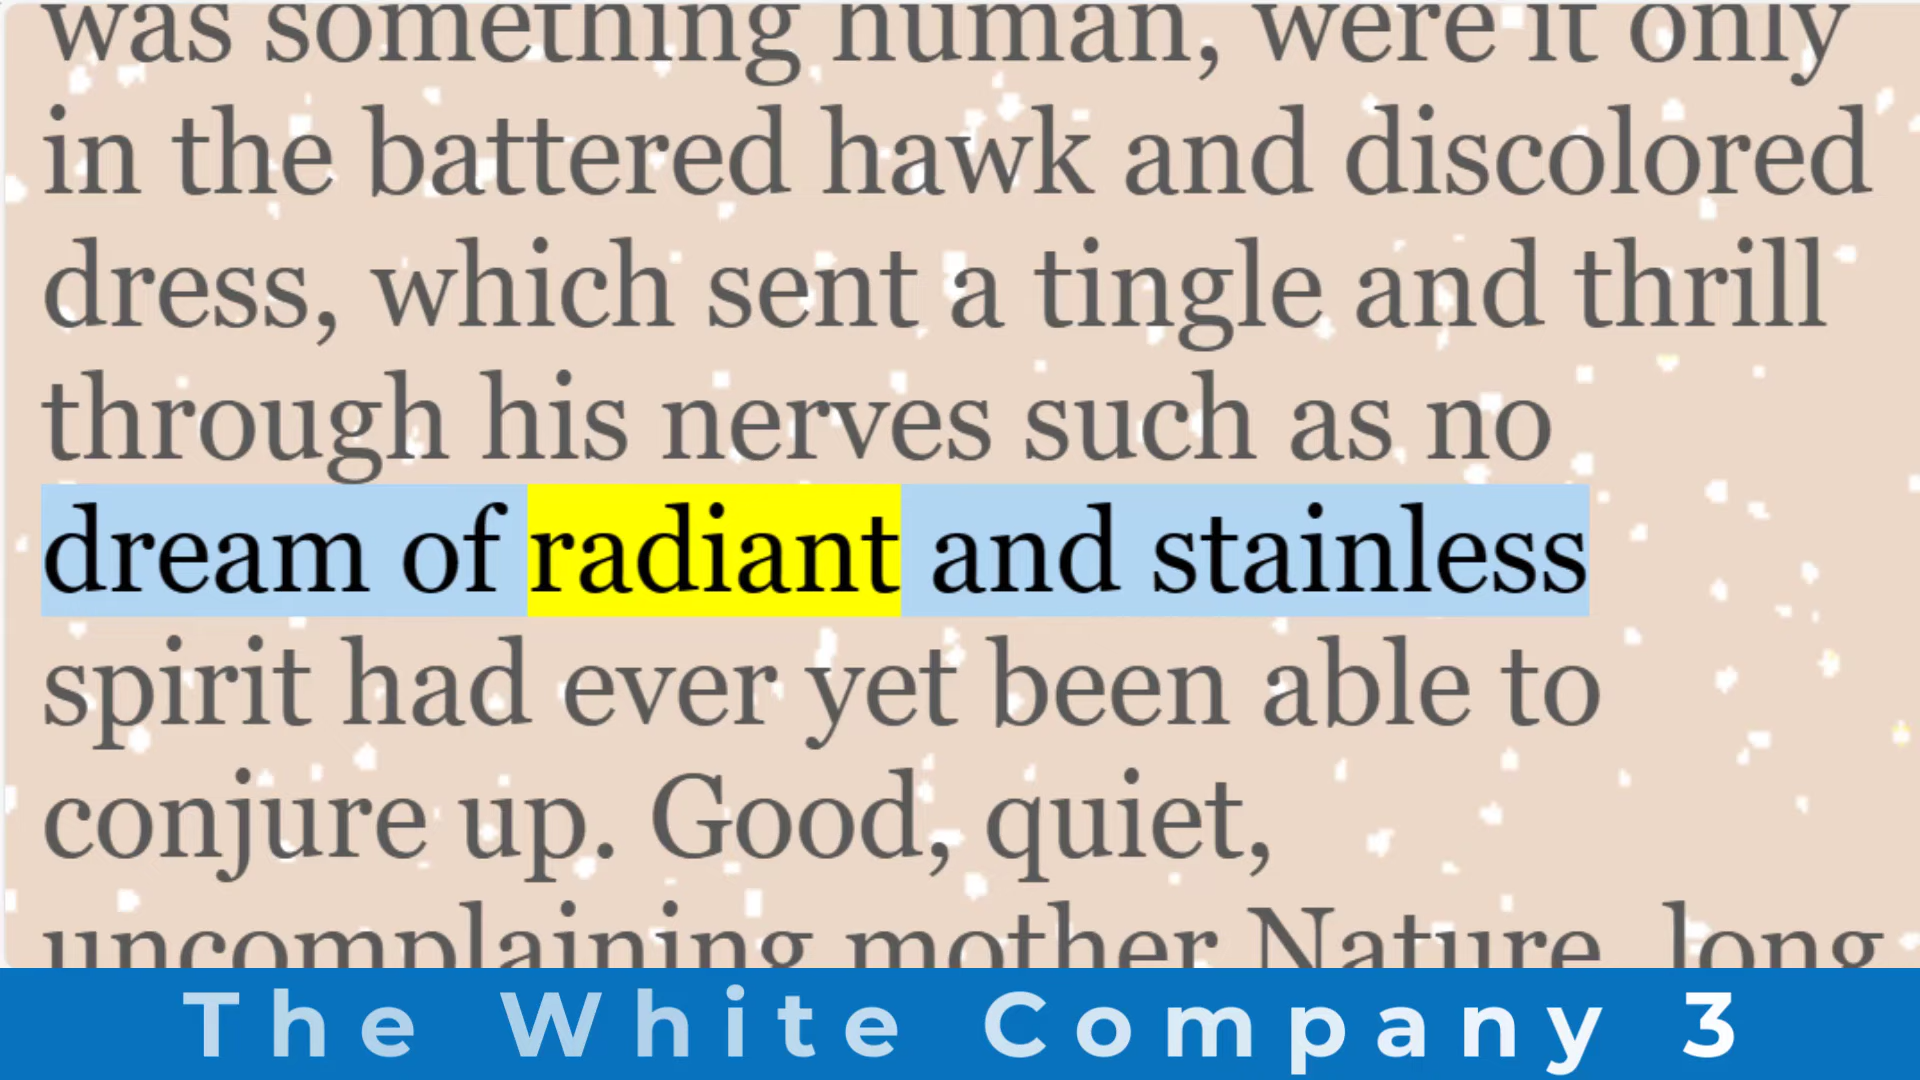 was something human, were it only
in the battered hawk and discolored
dress, which sent a tingle and thrill
through his nerves such as no
dream of radiant and stainless
spirit had ever yet been able to
conjure up. Good, quiet,
uncomplaining mother Nature, long
The White Company 3